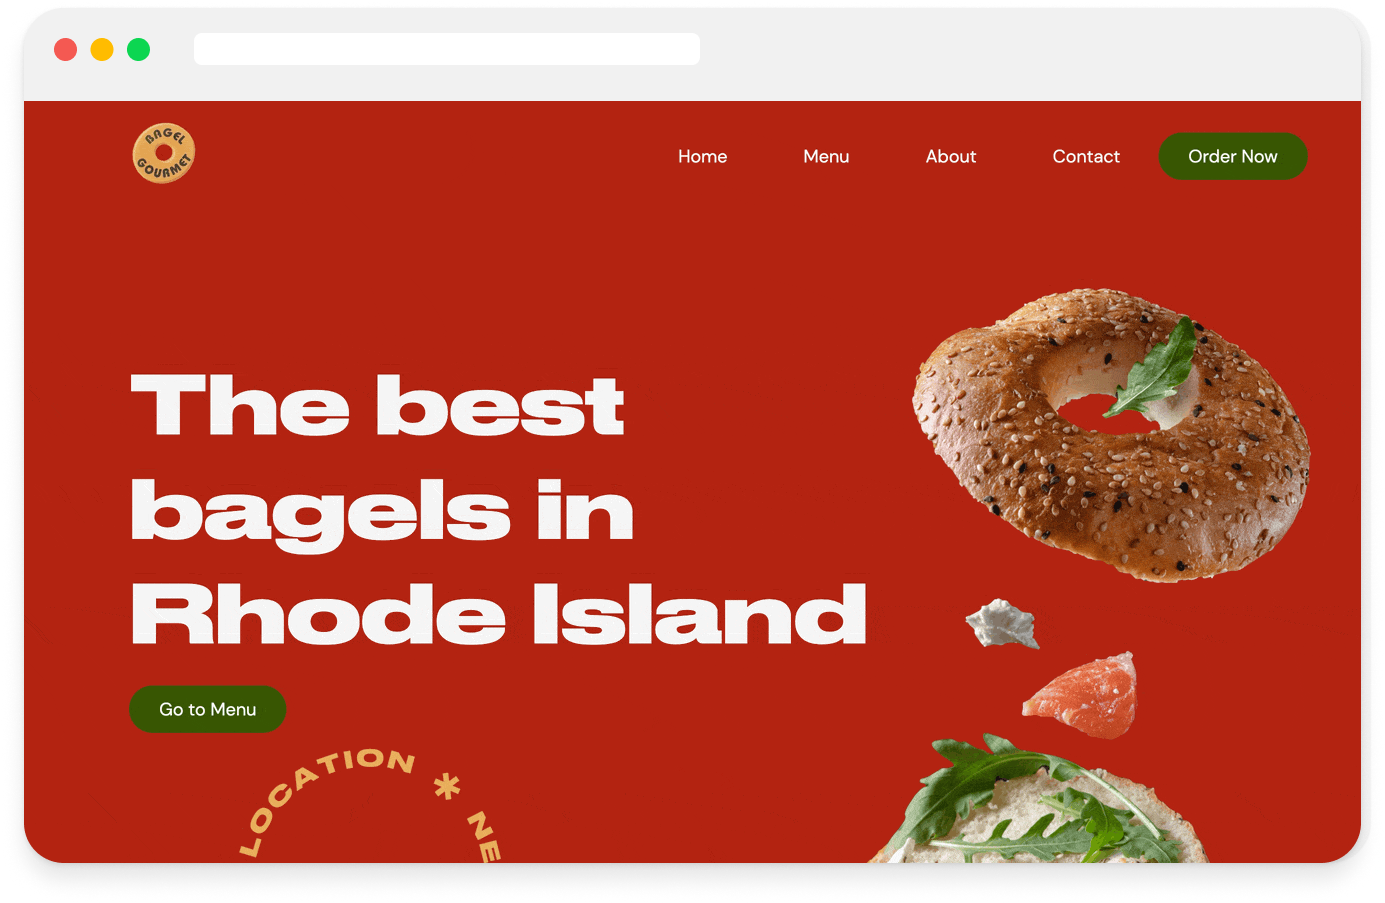 BAGEL
GOURMET
Home
Menu
About
Contact
Order Now
The best
bagels in
Rhode Island
Go to Menu
LOCATION * NE